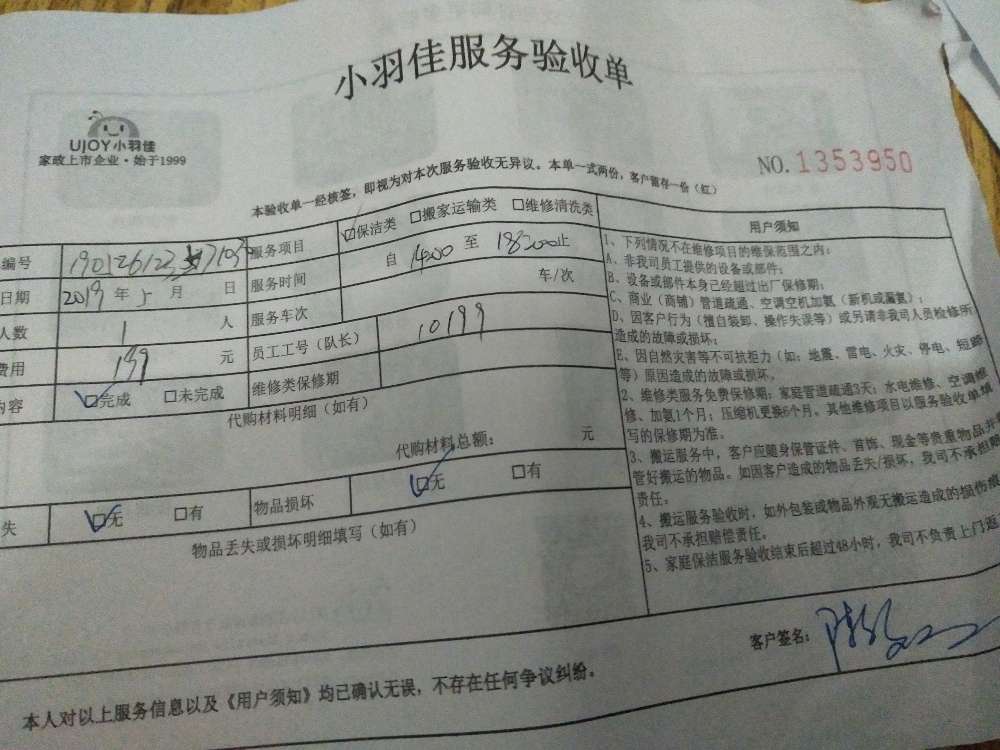 小羽佳服务验收单
UJOY小羽佳
家政上市企业·始于1999
NO.1353950
本验收单一经核签，即视为对本次服务验收无异议。本单一式两份，客户留存一份（红）
编号 服务项目 ☑保洁类 □搬家运输类 □维修清洗类
日期 2019 年 5 月 日 服务时间 自 1400 至 止
人数 1 人 服务车次 车/次
费用 199 元 员工工号（队长） 10199
内容 ☑完成 □未完成 维修类保修期
代购材料明细（如有）
代购材料总额： 元
失 ☑无 □有 物品损坏 ☑无 □有
物品丢失或损坏明细填写（如有）
用户须知
1、下列情况不在维修项目的维保范围之内：
A、非我司员工提供的设备或部件；
B、设备或部件本身已经超过出厂保修期；
C、商业（商铺）管道疏通、空调空机加氟（新机或漏氟）；
D、因客户行为（擅自装卸、操作失误等）或另请非我司人员检修所
造成的故障或损坏；
E、因自然灾害等不可抗拒力（如：地震、雷电、火灾、停电、短路
等）原因造成的故障或损坏。
2、维修类服务免费保修期：家庭管道疏通3天；水电维修、空调维
修、加氟1个月；压缩机更换6个月。其他维修项目以服务验收单填
写的保修期为准。
3、搬运服务中，客户应随身保管证件、首饰、现金等贵重物品并
管好搬运的物品。如因客户造成的物品丢失/损坏，我司不承担赔
责任。
4、搬运服务验收时，如外包装或物品外观无搬运造成的损伤痕
我司不承担赔偿责任。
5、家庭保洁服务验收结束后超过48小时，我司不负责上门返
客户签名：
本人对以上服务信息以及《用户须知》均已确认无误，不存在任何争议纠纷。